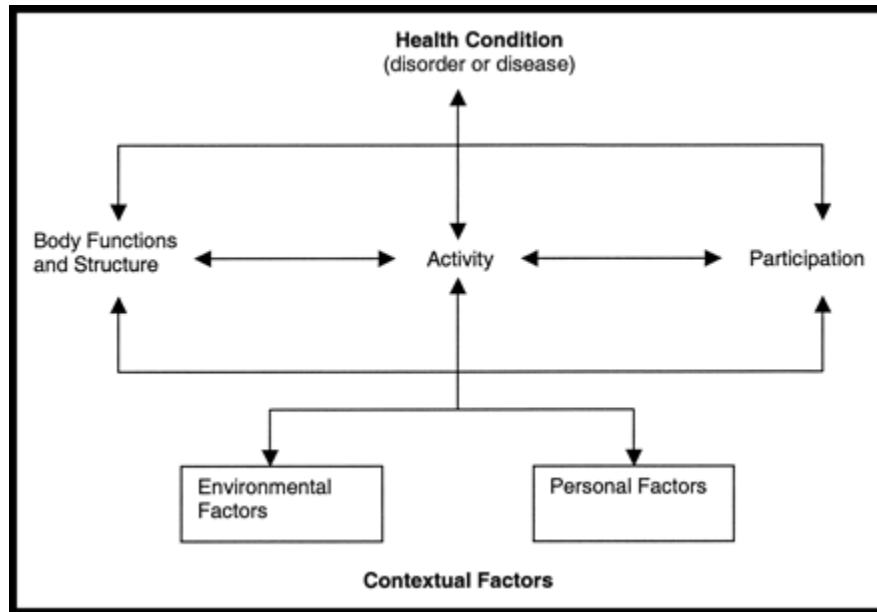 Health Condition
(disorder or disease)
Body Functions
and Structure
Activity
Participation
Environmental
Factors
Personal Factors
Contextual Factors